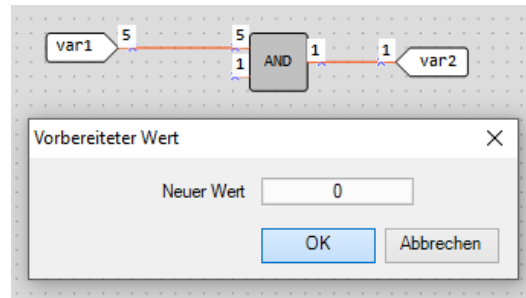 var1 5 5 1 AND 1 1 var2
Vorbereiteter Wert
Neuer Wert 0
OK Abbrechen